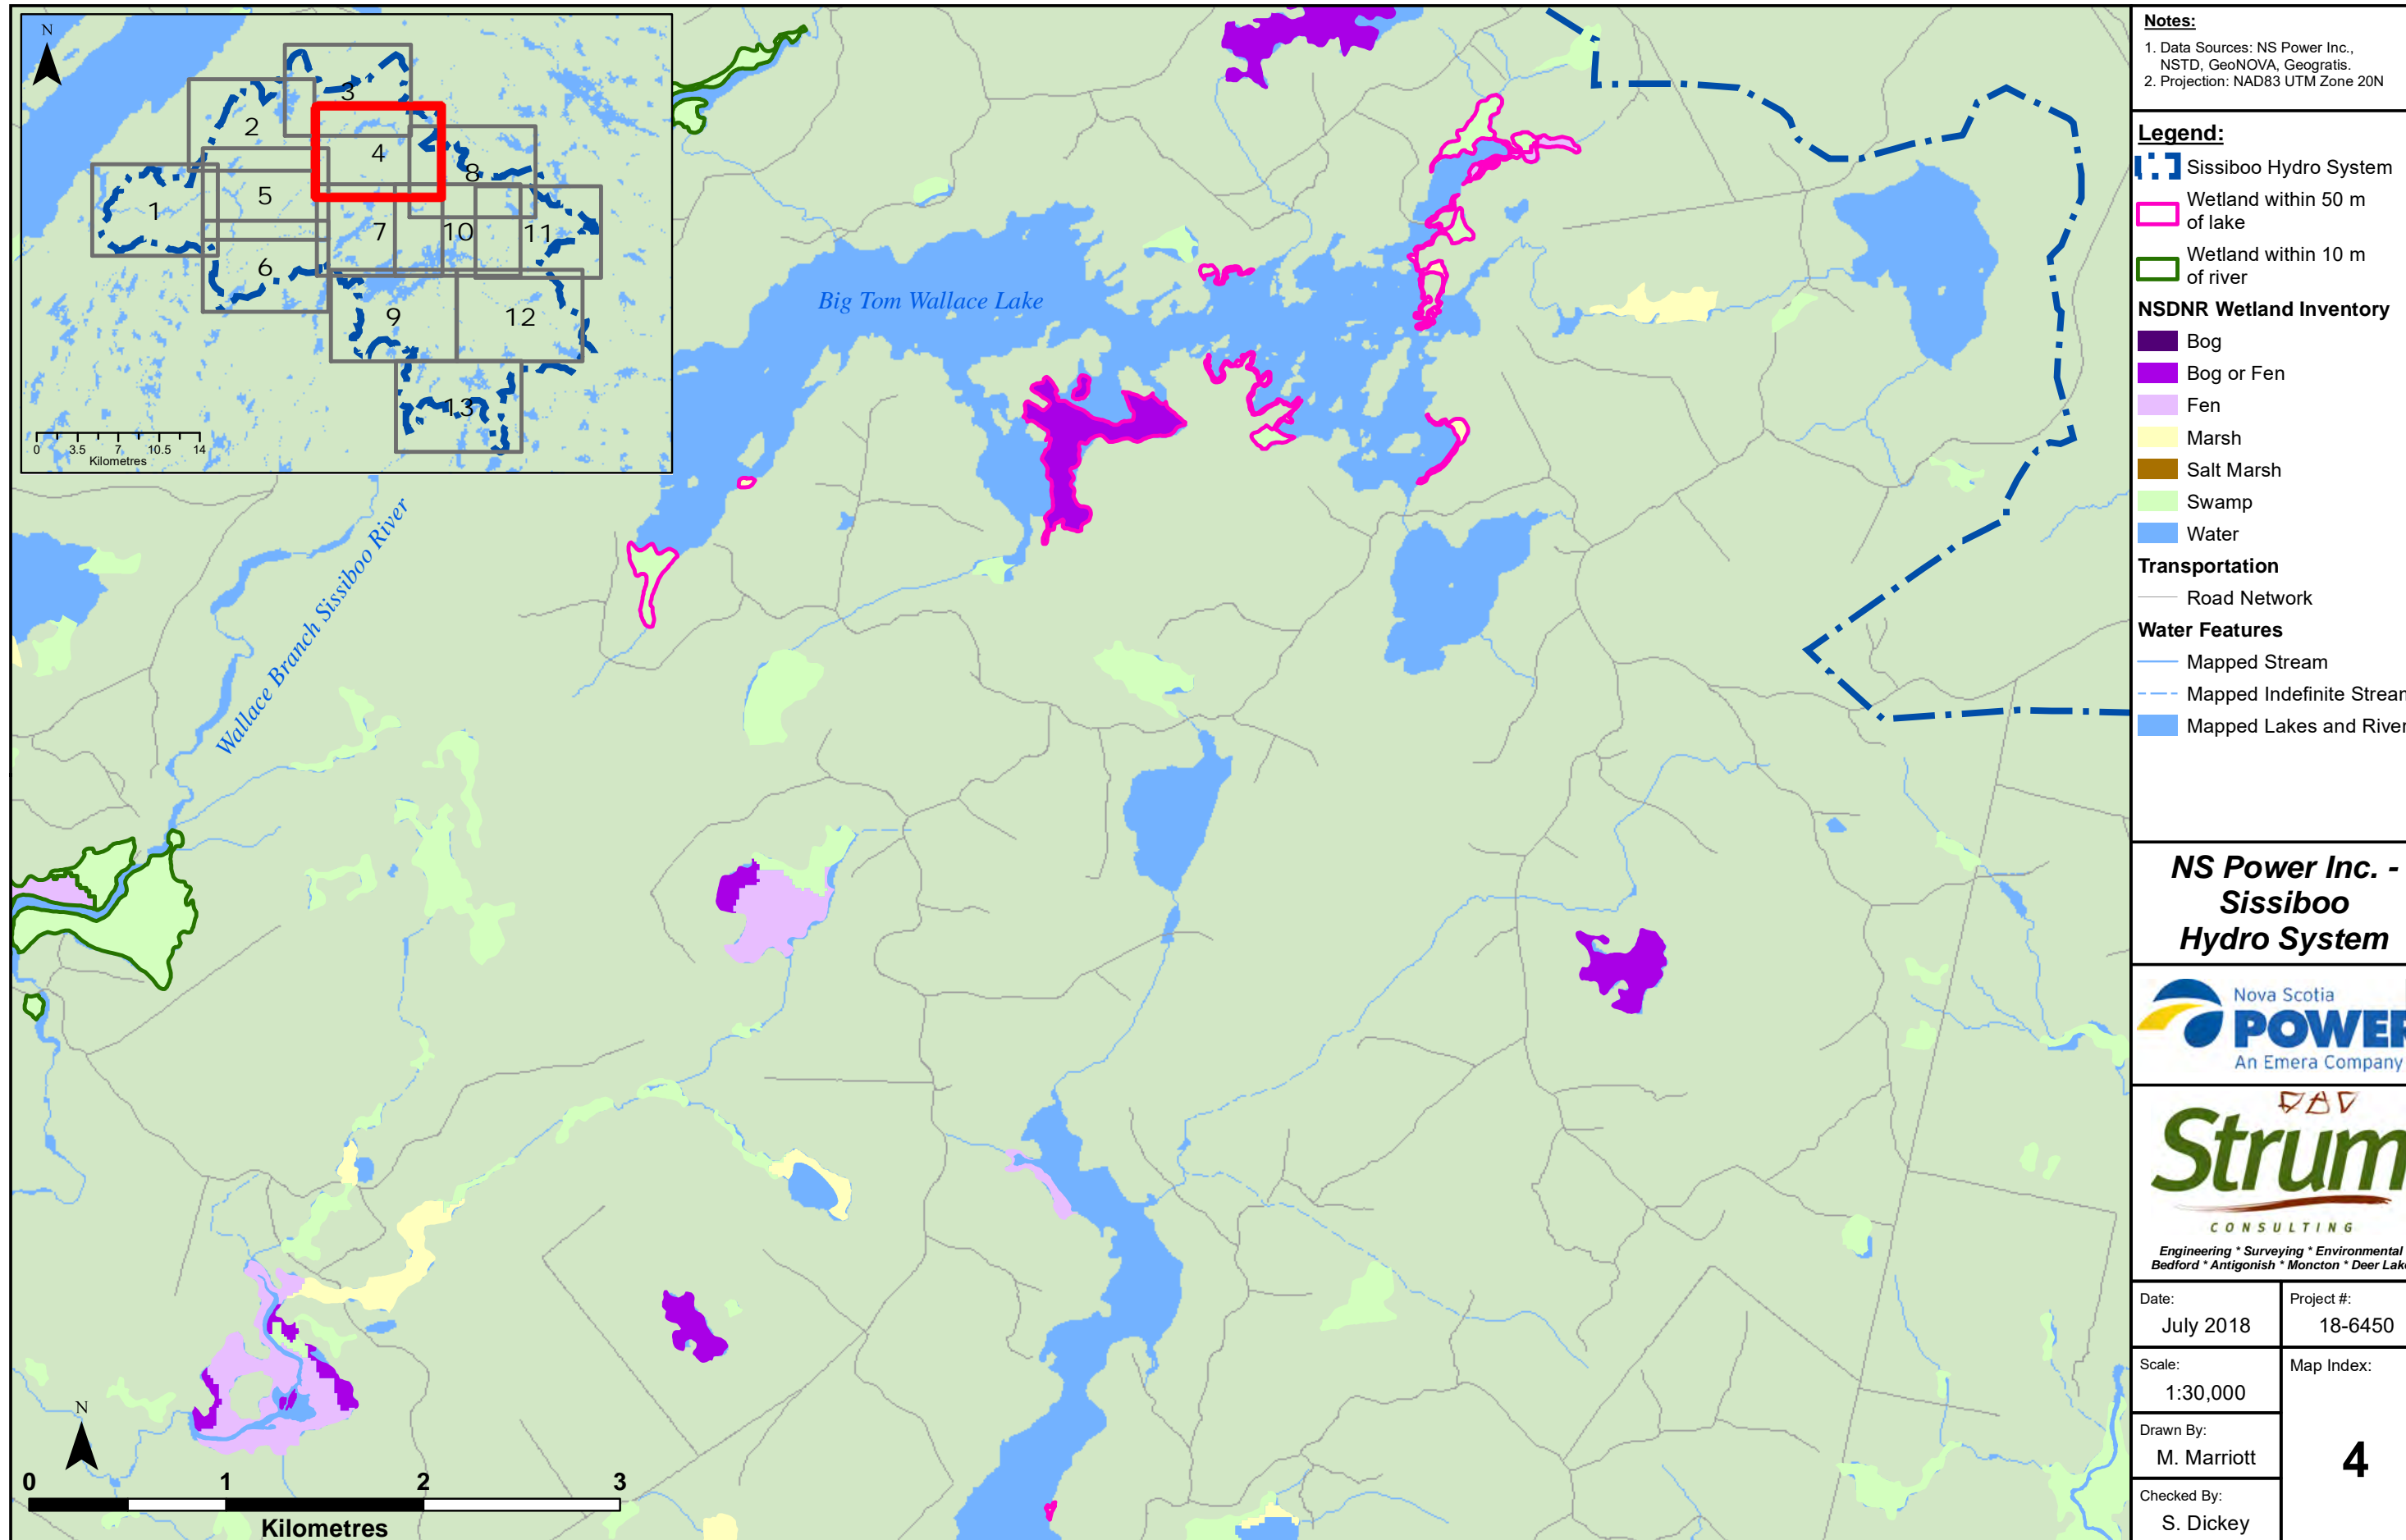 N
3
2
4
8
5
1
7
10
11
6
9
12
13
0 3.5 7 10.5 14
Kilometres
Big Tom Wallace Lake
Wallace Branch Sissiboo River
N
0 1 2 3
Kilometres
Notes:
1. Data Sources: NS Power Inc.,
NSTD, GeoNOVA, Geogratis.
2. Projection: NAD83 UTM Zone 20N
Legend:
Sissiboo Hydro System
Wetland within 50 m
of lake
Wetland within 10 m
of river
NSDNR Wetland Inventory
Bog
Bog or Fen
Fen
Marsh
Salt Marsh
Swamp
Water
Transportation
Road Network
Water Features
Mapped Stream
Mapped Indefinite Stream
Mapped Lakes and River
NS Power Inc. -
Sissiboo
Hydro System
Nova Scotia
POWER
An Emera Company
Strum
CONSULTING
Engineering * Surveying * Environmental
Bedford * Antigonish * Moncton * Deer Lake
Date:
July 2018
Project #:
18-6450
Scale:
1:30,000
Map Index:
4
Drawn By:
M. Marriott
Checked By:
S. Dickey